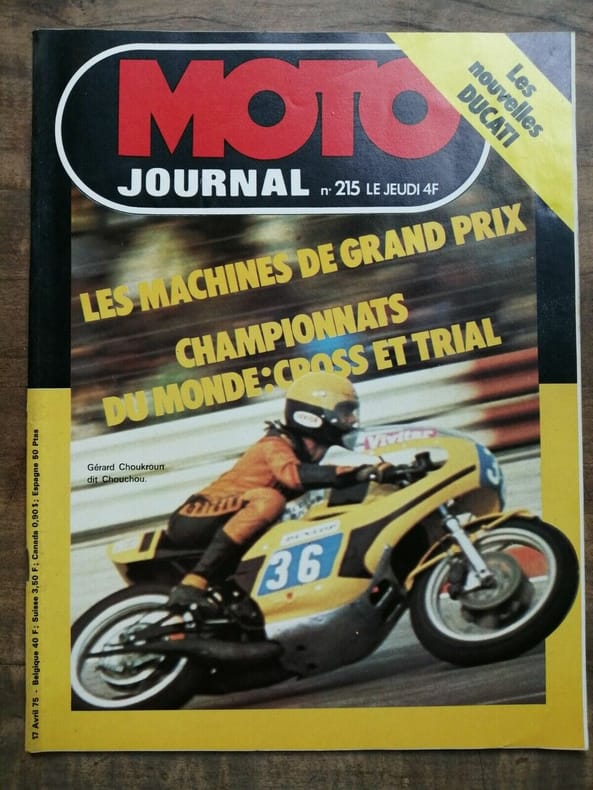 MOTO
JOURNAL n° 215 LE JEUDI 4F
Les
nouvelles
DUCATI
LES MACHINES DE GRAND PRIX
CHAMPIONNATS
DU MONDE: CROSS ET TRIAL
Gérard Choukroun
dit Chouchou.
Vivitar
DUNLOP
36
17 Avril 75 - Belgique 40 F; Suisse 3,50 F; Canada 0,90 $; Espagne 50 Ptas